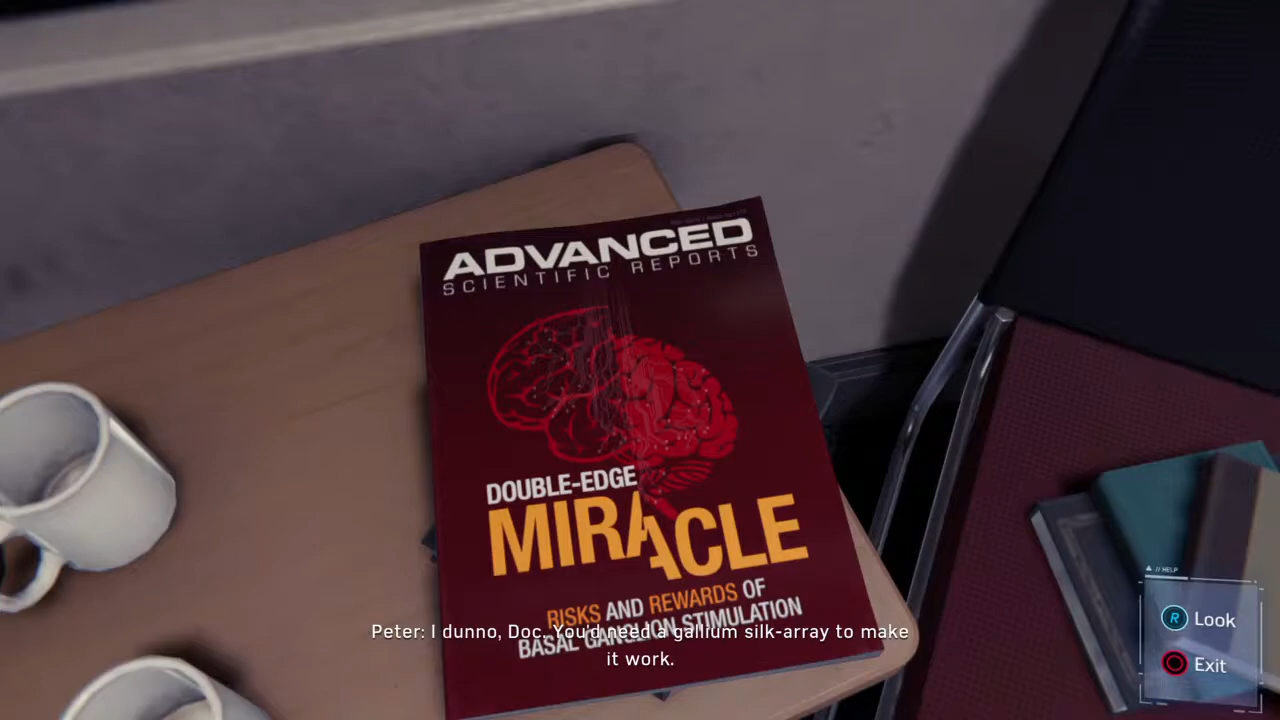 ADVANCED
SCIENTIFIC REPORTS
DOUBLE-EDGE
MIRACLE
RISKS AND REWARDS OF
BASAL GANGLION STIMULATION
Peter: I dunno, Doc. You'd need a gallium silk-array to make
it work.
// HELP
R Look
Exit